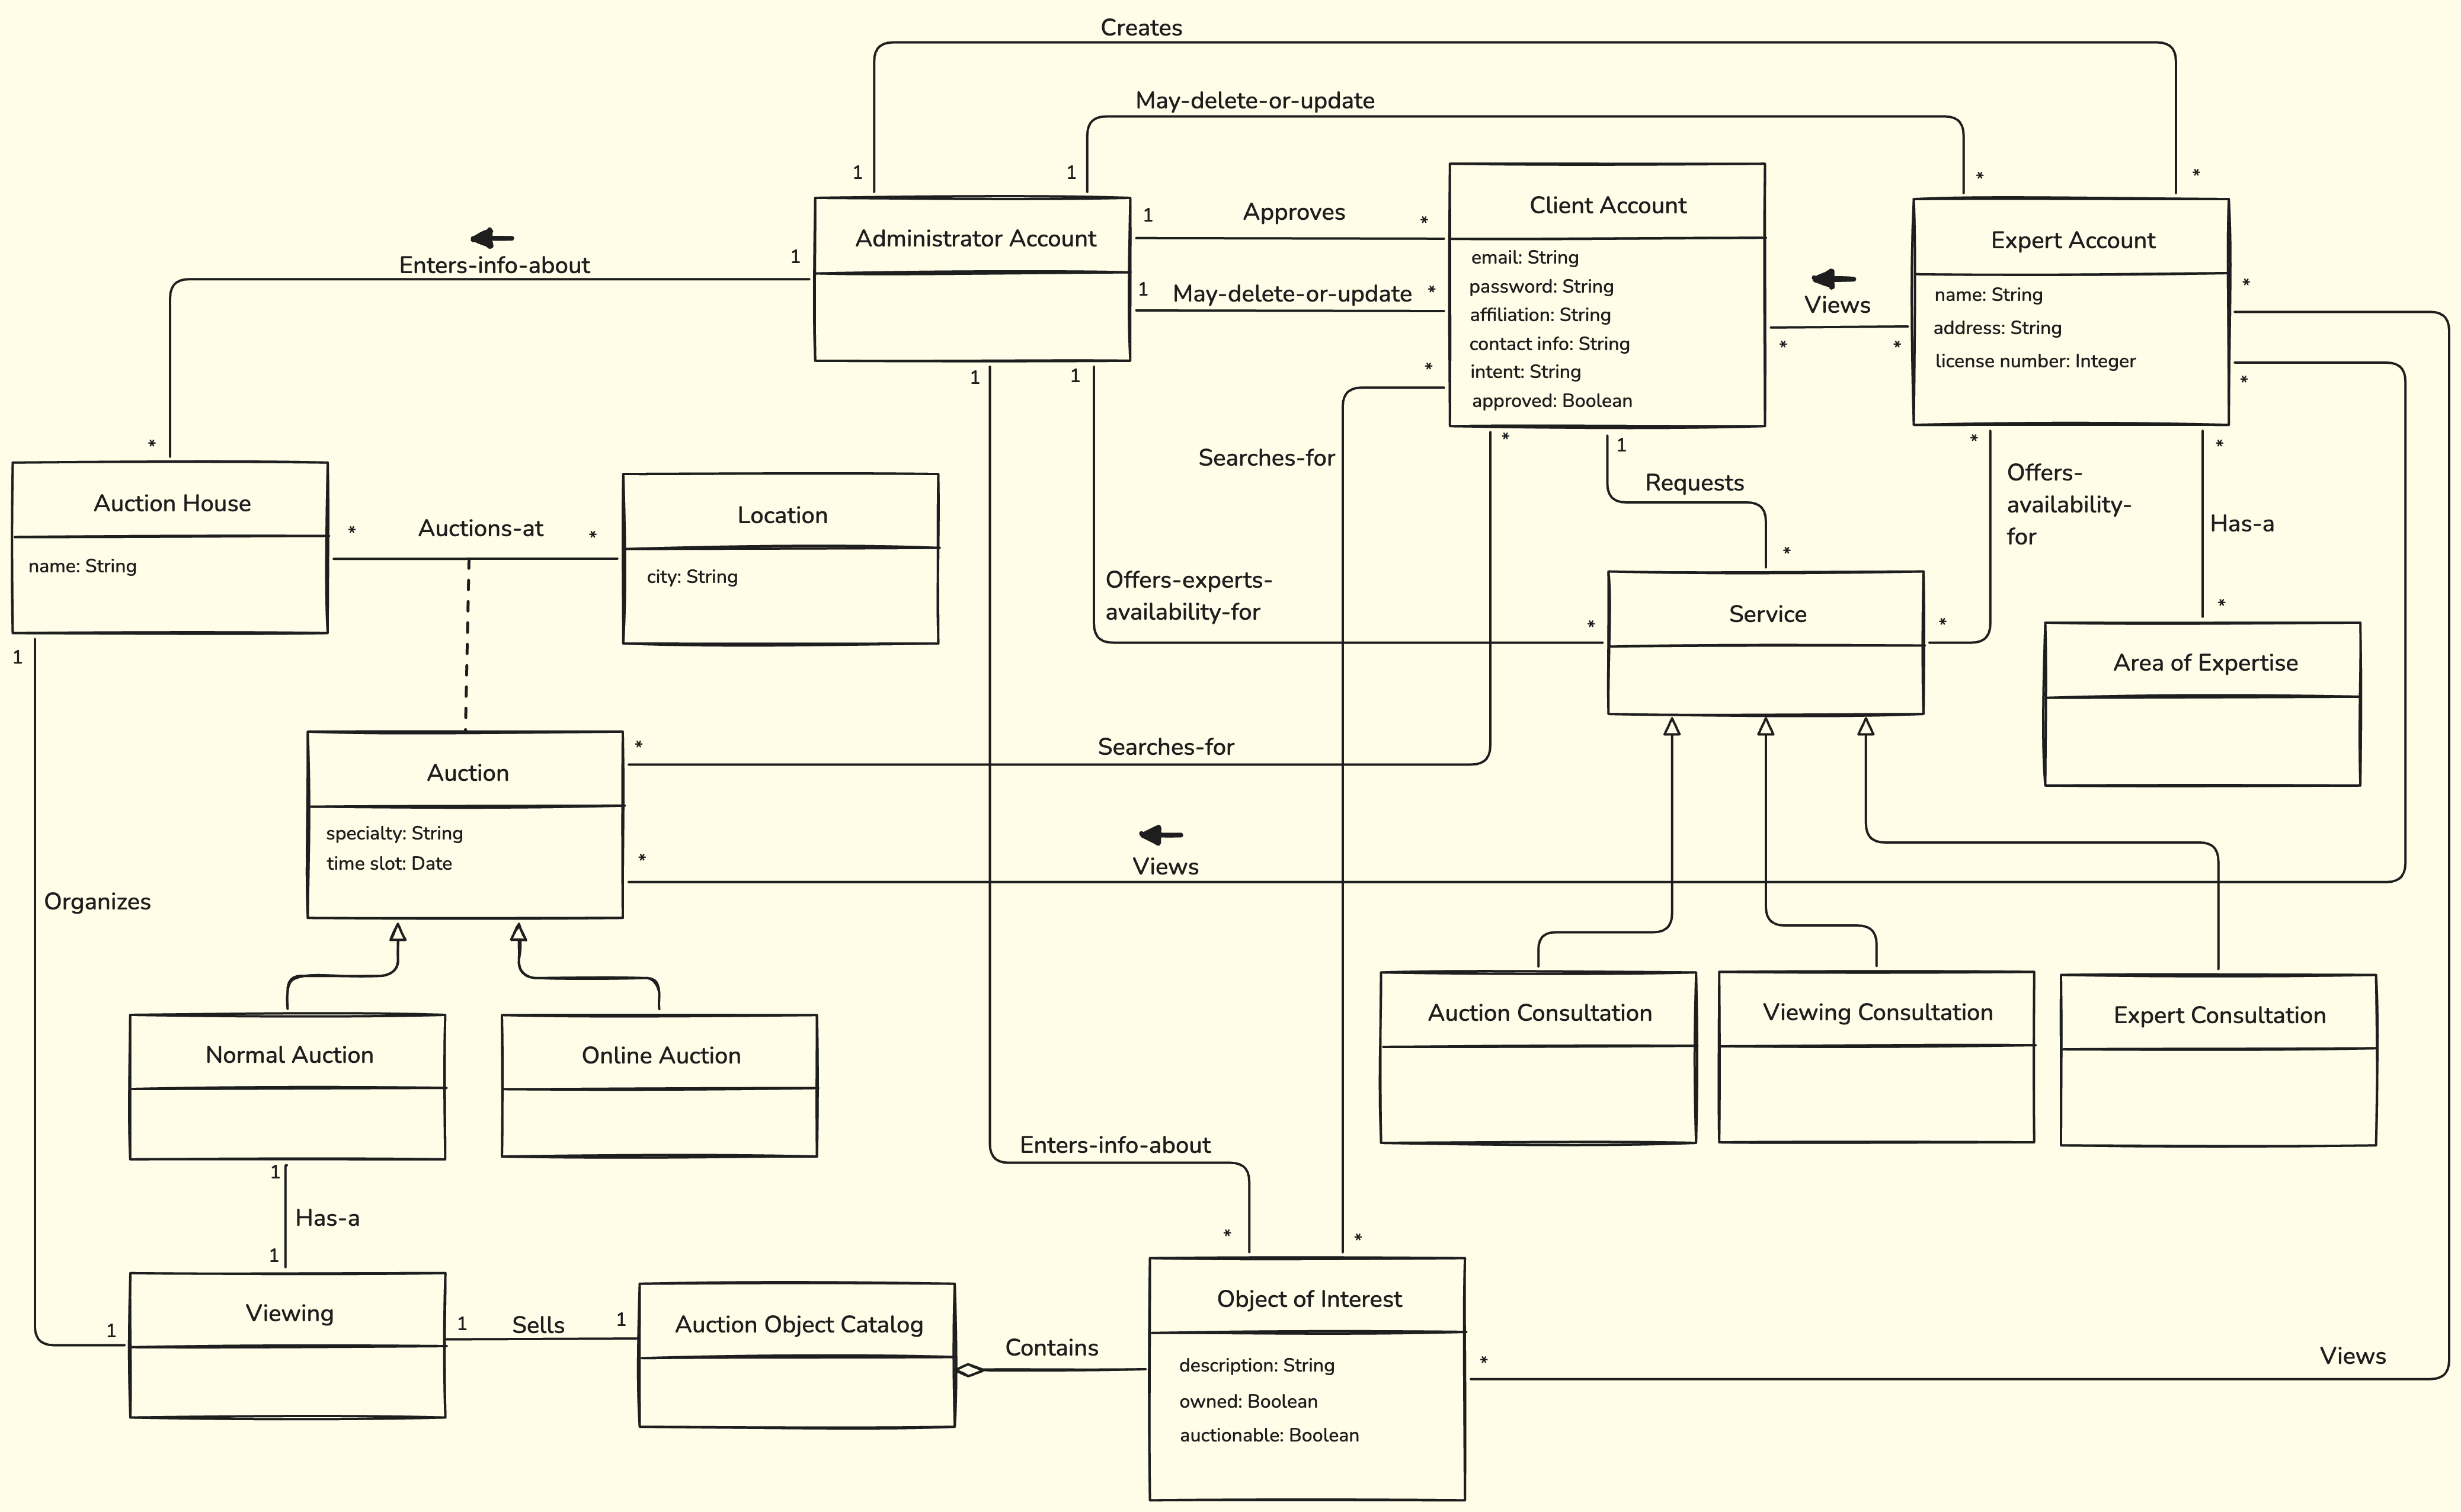 Creates
May-delete-or-update
1
1
*
*
Administrator Account
1
Approves
*
1
May-delete-or-update
*
Client Account
email: String
password: String
affiliation: String
contact info: String
intent: String
approved: Boolean
Views
*
*
Expert Account
name: String
address: String
license number: Integer
*
*
Enters-info-about
1
*
1
1
*
Searches-for
*
1
Requests
*
*
Offers-
availability-
for
*
*
Has-a
*
Auction House
name: String
*
Auctions-at
*
Location
city: String
Offers-experts-
availability-for
*
Service
Area of Expertise
1
Organizes
Auction
specialty: String
time slot: Date
*
Searches-for
*
Views
Normal Auction
Online Auction
Auction Consultation
Viewing Consultation
Expert Consultation
1
Has-a
1
Enters-info-about
*
*
1
Viewing
1
Sells
1
Auction Object Catalog
Contains
Object of Interest
description: String
owned: Boolean
auctionable: Boolean
*
Views